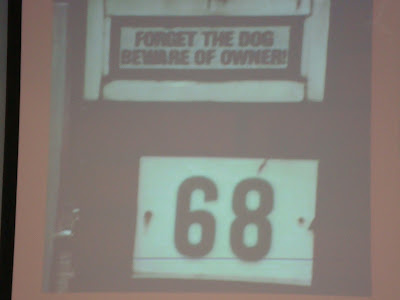 FORGET THE DOG
BEWARE OF OWNER!
68